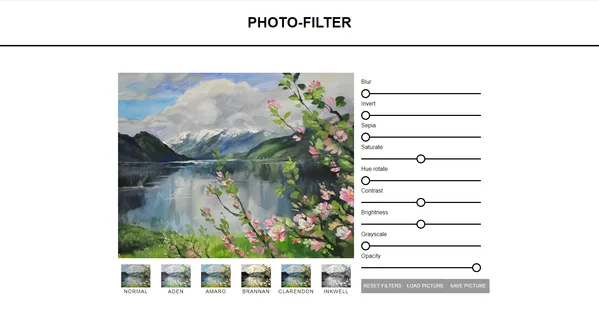 PHOTO-FILTER
Blur
Invert
Sepia
Saturate
Hue rotate
Contrast
Brightness
Grayscale
Opacity
NORMAL ADEN AMARO BRANNAN CLARENDON INKWELL
RESET FILTERS LOAD PICTURE SAVE PICTURE